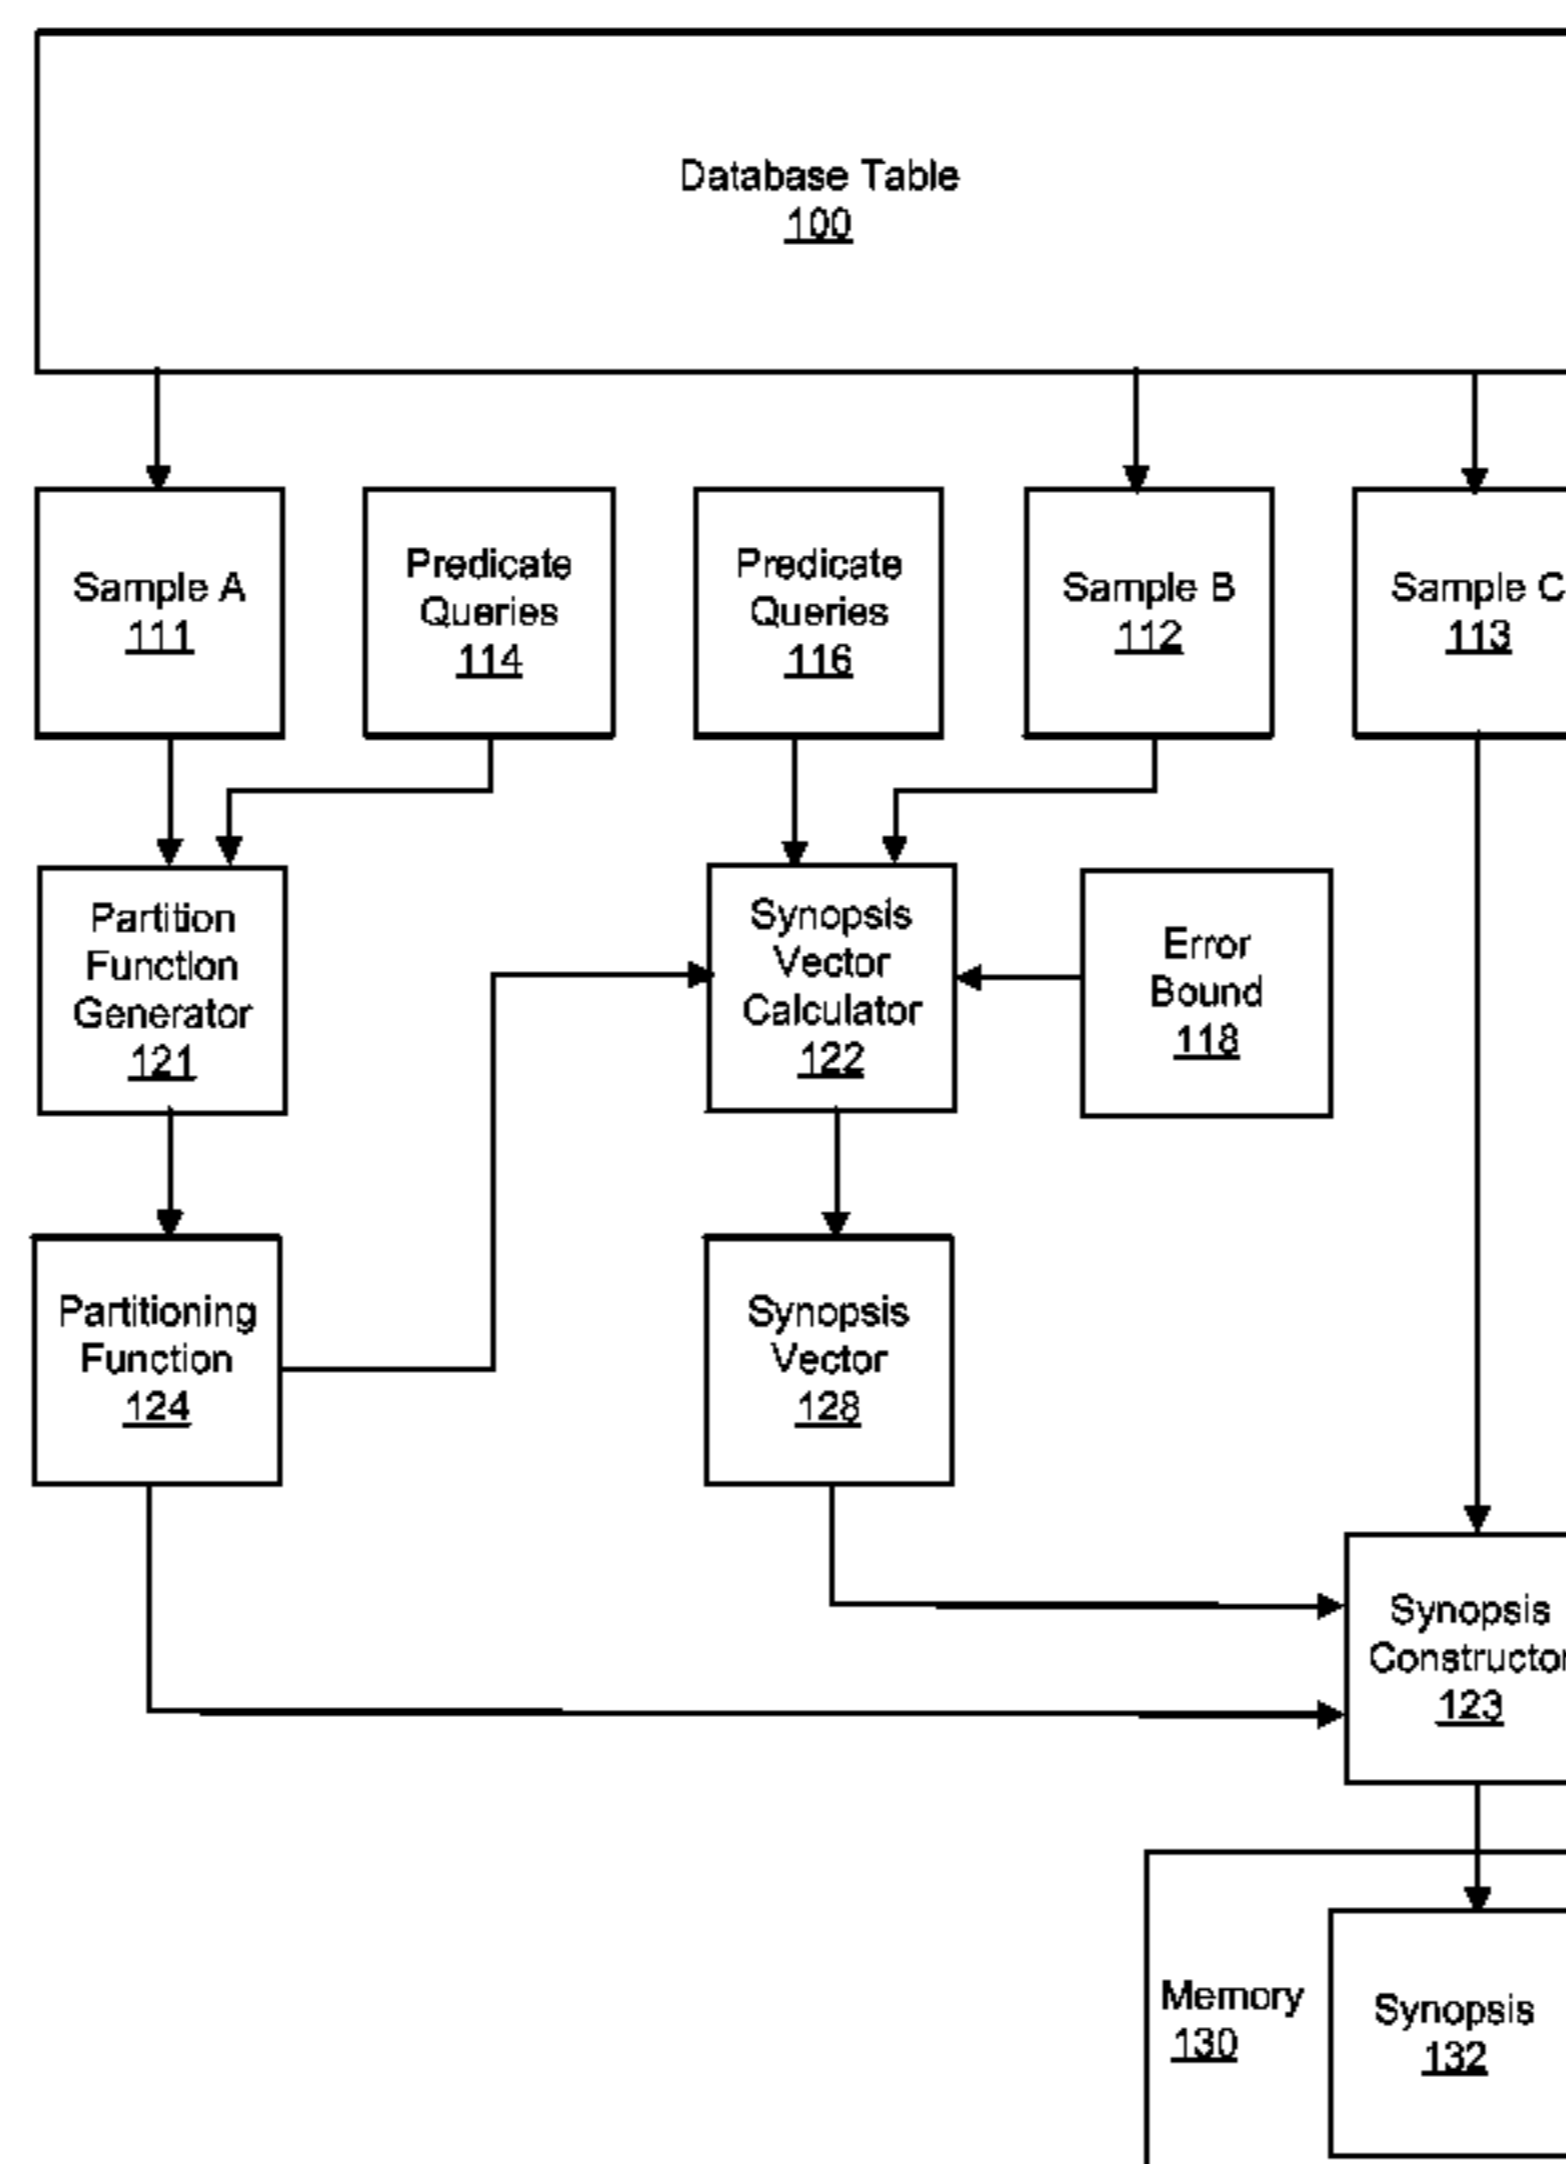 Database Table
100
Sample A
111
Predicate
Queries
114
Predicate
Queries
116
Sample B
112
Sample C
113
Partition
Function
Generator
121
Synopsis
Vector
Calculator
122
Error
Bound
118
Partitioning
Function
124
Synopsis
Vector
128
Synopsis
Constructor
123
Memory
130
Synopsis
132